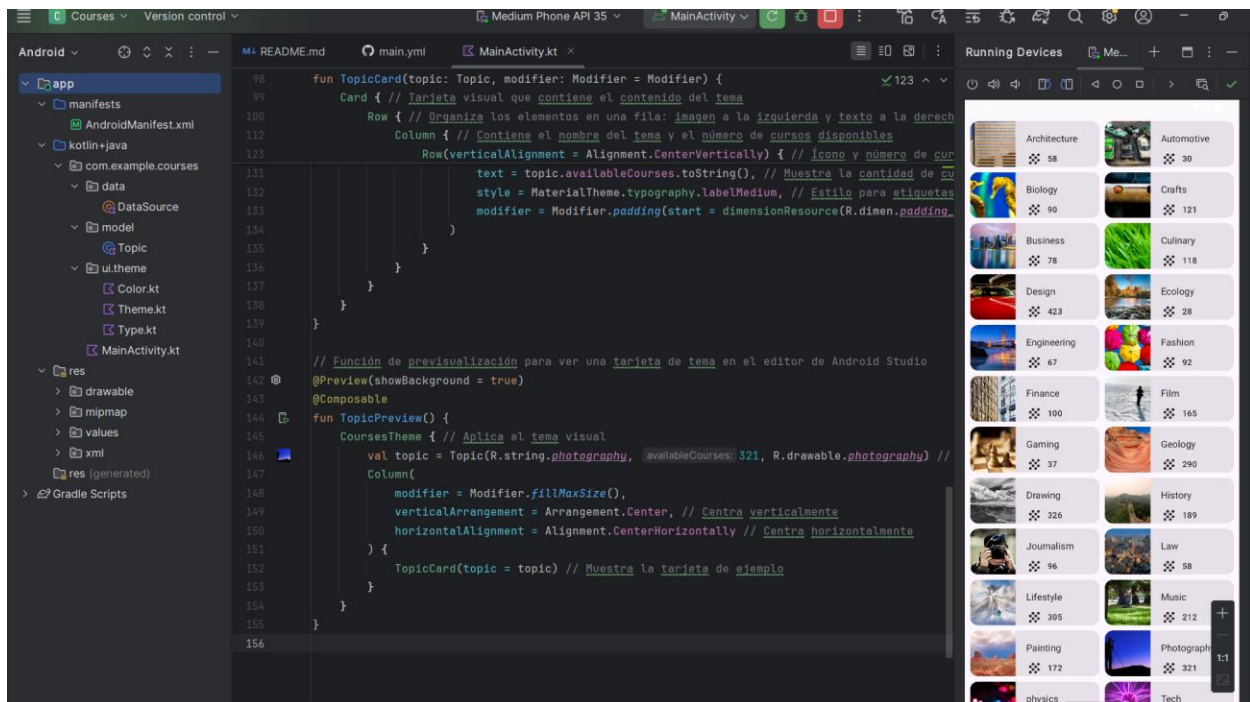 Courses
Version control
Medium Phone API 35
MainActivity
Android
README.md
main.yml
MainActivity.kt
Running Devices
Me...
app
manifests
AndroidManifest.xml
kotlin+java
com.example.courses
data
DataSource
model
Topic
ui.theme
Color.kt
Theme.kt
Type.kt
MainActivity.kt
res
drawable
mipmap
values
xml
res (generated)
Gradle Scripts
123
98 fun TopicCard(topic: Topic, modifier: Modifier = Modifier) {
99 Card { // Tarjeta visual que contiene el contenido del tema
100 Row { // Organiza los elementos en una fila: imagen a la izquierda y texto a la derech
112 Column { // Contiene el nombre del tema y el número de cursos disponibles
123 Row(verticalAlignment = Alignment.CenterVertically) { // Ícono y número de cur
131 text = topic.availableCourses.toString(), // Muestra la cantidad de cu
132 style = MaterialTheme.typography.labelMedium, // Estilo para etiquetas
133 modifier = Modifier.padding(start = dimensionResource(R.dimen.padding_
134 )
135 }
136 }
137 }
138 }
139 }
140
141 // Función de previsualización para ver una tarjeta de tema en el editor de Android Studio
142 @Preview(showBackground = true)
143 @Composable
144 fun TopicPreview() {
145 CoursesTheme { // Aplica el tema visual
146 val topic = Topic(R.string.photography, availableCourses: 321, R.drawable.photography) //
147 Column(
148 modifier = Modifier.fillMaxSize(),
149 verticalArrangement = Arrangement.Center, // Centra verticalmente
150 horizontalAlignment = Alignment.CenterHorizontally // Centra horizontalmente
151 ) {
152 TopicCard(topic = topic) // Muestra la tarjeta de ejemplo
153 }
154 }
155 }
156
Architecture
58
Automotive
30
Biology
90
Crafts
121
Business
78
Culinary
118
Design
423
Ecology
28
Engineering
67
Fashion
92
Finance
100
Film
165
Gaming
37
Geology
290
Drawing
326
History
189
Journalism
96
Law
58
Lifestyle
305
Music
212
Painting
172
Photograph
321
physics
Tech
1:1